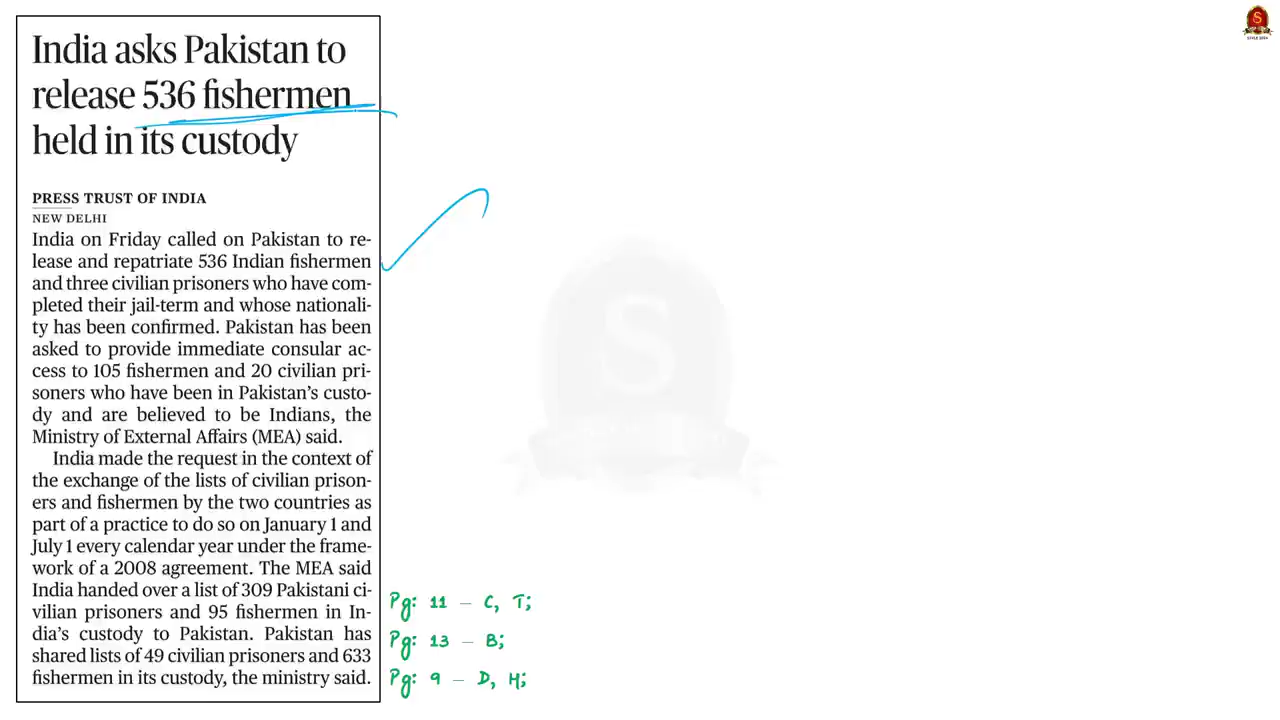 India asks Pakistan to
release 536 fishermen
held in its custody
PRESS TRUST OF INDIA
NEW DELHI
India on Friday called on Pakistan to re-
lease and repatriate 536 Indian fishermen
and three civilian prisoners who have com-
pleted their jail-term and whose nationali-
ty has been confirmed. Pakistan has been
asked to provide immediate consular ac-
cess to 105 fishermen and 20 civilian pri-
soners who have been in Pakistan's custo-
dy and are believed to be Indians, the
Ministry of External Affairs (MEA) said.
India made the request in the context of
the exchange of the lists of civilian prison-
ers and fishermen by the two countries as
part of a practice to do so on January 1 and
July 1 every calendar year under the frame-
work of a 2008 agreement. The MEA said
India handed over a list of 309 Pakistani ci-
vilian prisoners and 95 fishermen in In-
dia's custody to Pakistan. Pakistan has
shared lists of 49 civilian prisoners and 633
fishermen in its custody, the ministry said.
Pg: 11 – C, T;
Pg: 13 – B;
Pg: 9 – D, H;
S
S